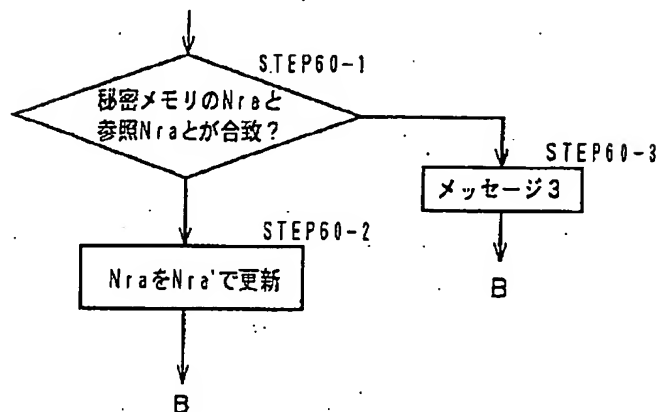 STEP60-1
秘密メモリのNraと
参照Nraとが合致?
STEP60-3
メッセージ3
STEP60-2
NraをNra'で更新
B
B